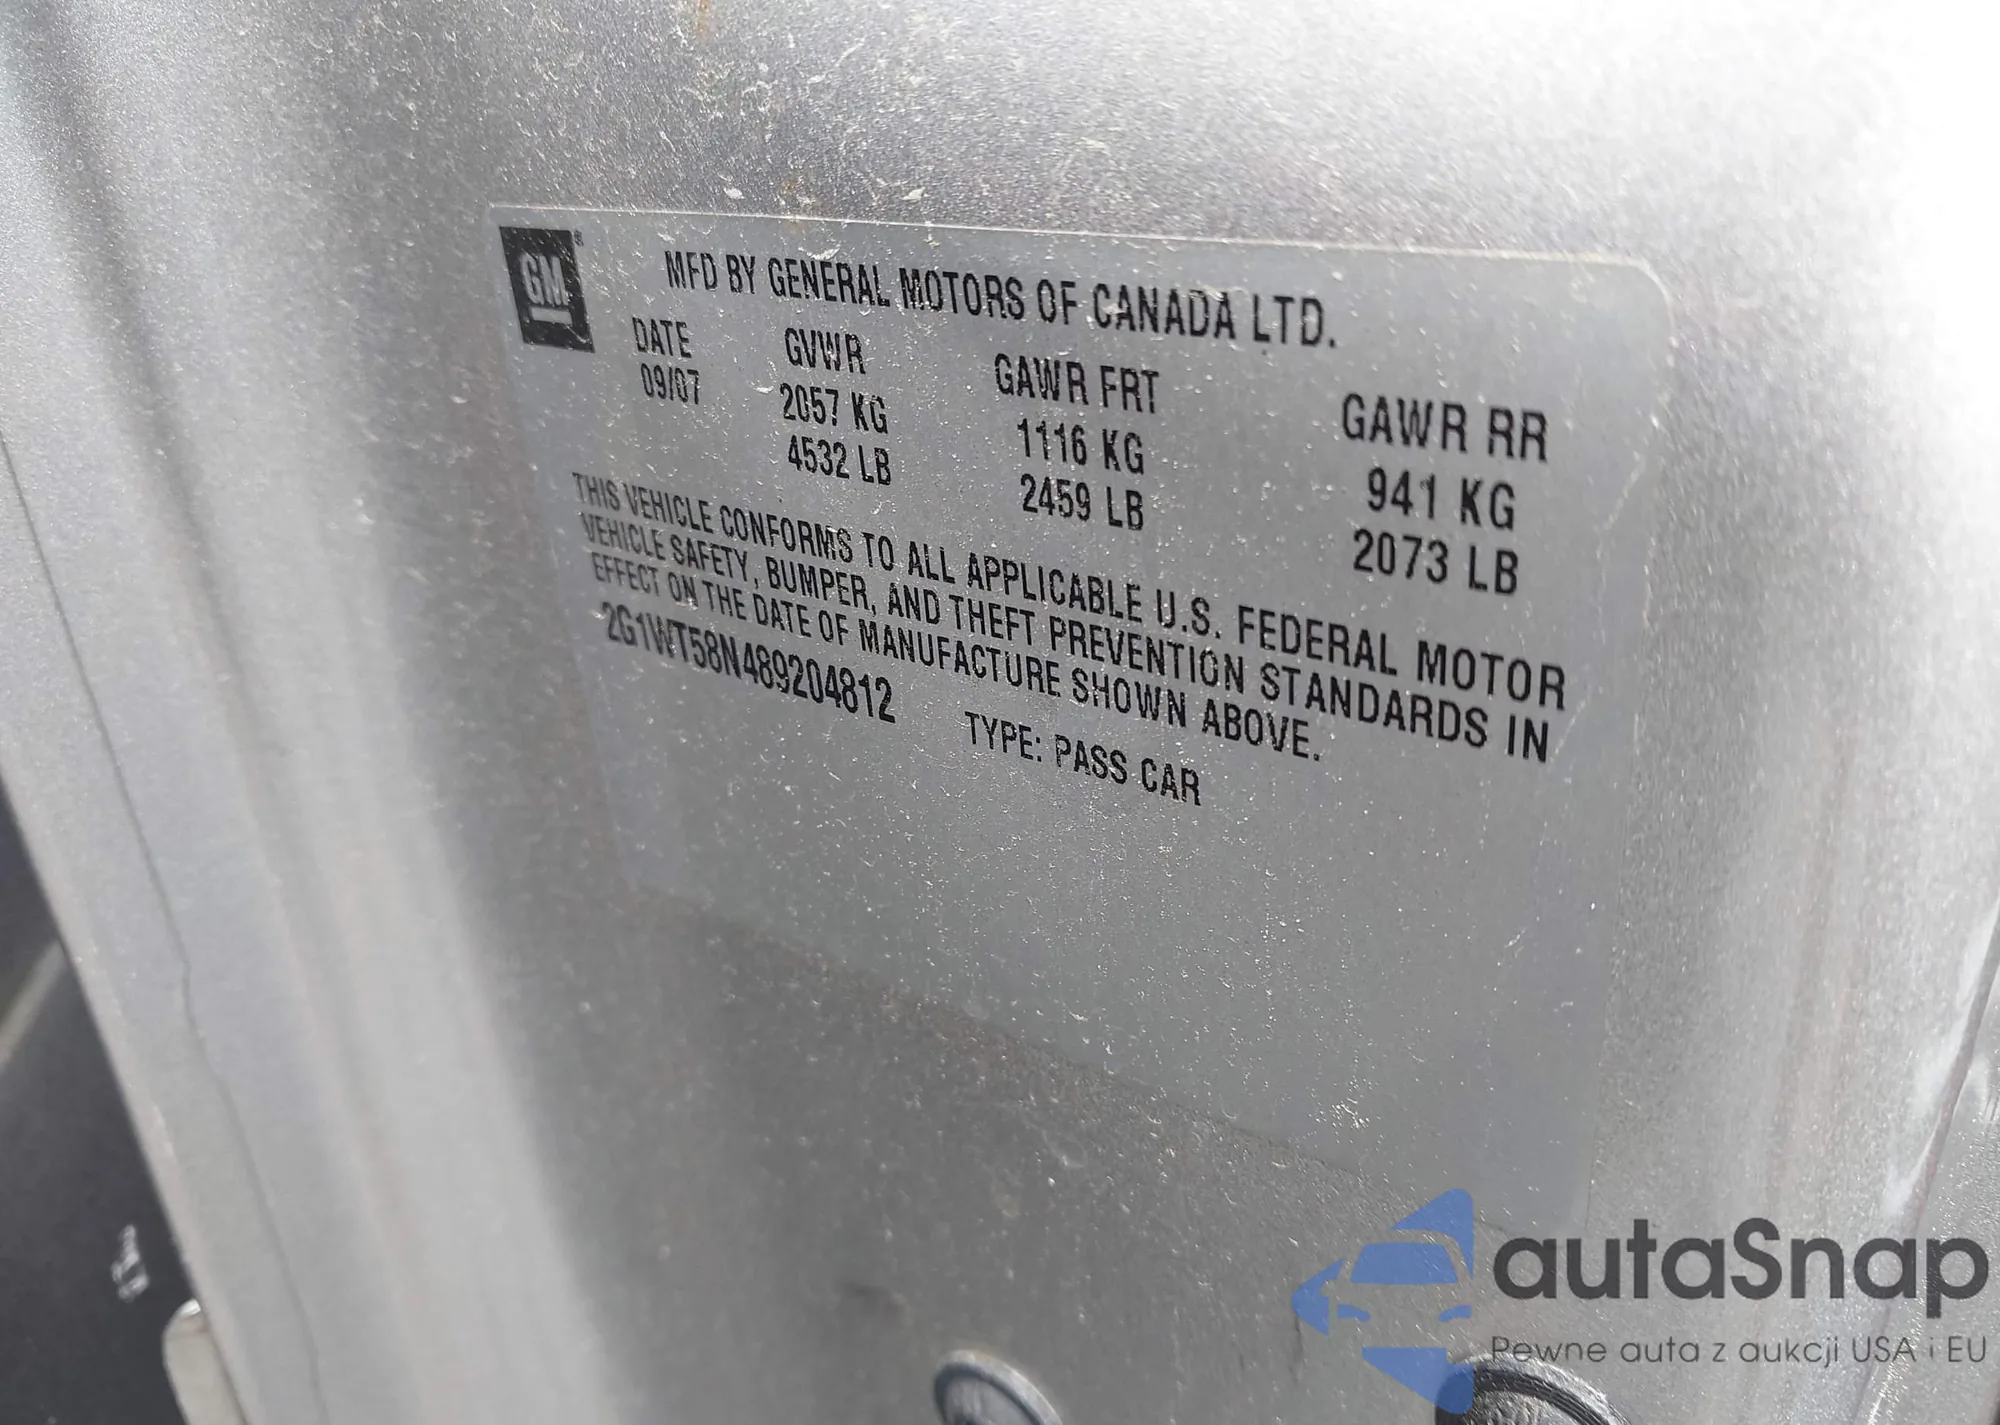 GM
MFD BY GENERAL MOTORS OF CANADA LTD.
DATE GVWR GAWR FRT GAWR RR
09/07 2057 KG 1116 KG 941 KG
4532 LB 2459 LB 2073 LB
THIS VEHICLE CONFORMS TO ALL APPLICABLE U.S. FEDERAL MOTOR
VEHICLE SAFETY, BUMPER, AND THEFT PREVENTION STANDARDS IN
EFFECT ON THE DATE OF MANUFACTURE SHOWN ABOVE.
2G1WT58N489204812 TYPE: PASS CAR
autaSnap
Pewne auta z aukcji USA i EU